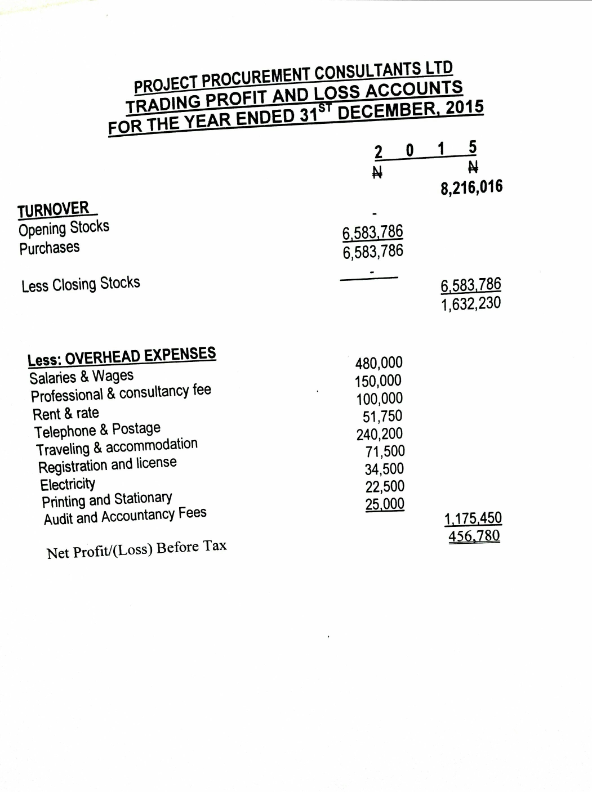 PROJECT PROCUREMENT CONSULTANTS LTD
TRADING PROFIT AND LOSS ACCOUNTS
FOR THE YEAR ENDED 31ST DECEMBER, 2015
2 0 1 5
₦ ₦
8,216,016
TURNOVER
Opening Stocks -
Purchases 6,583,786
6,583,786
Less Closing Stocks - 6,583,786
1,632,230
Less: OVERHEAD EXPENSES
Salaries & Wages 480,000
Professional & consultancy fee 150,000
Rent & rate 100,000
Telephone & Postage 51,750
Traveling & accommodation 240,200
Registration and license 71,500
Electricity 34,500
Printing and Stationary 22,500
Audit and Accountancy Fees 25,000 1,175,450
Net Profit/(Loss) Before Tax 456,780